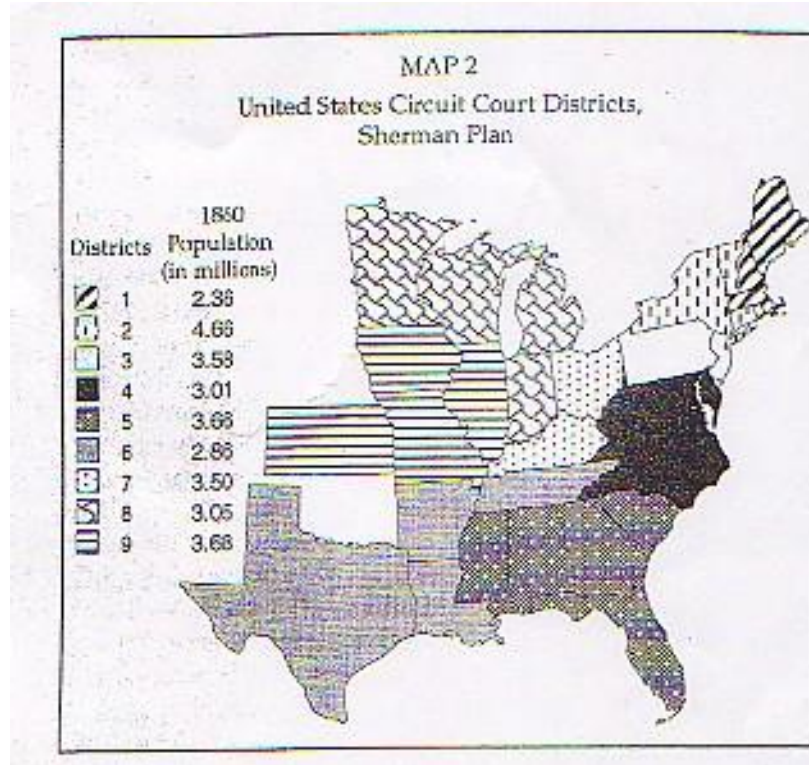 MAP 2
United States Circuit Court Districts,
Sherman Plan
1860
Districts Population
(in millions)
1 2.36
2 4.66
3 3.58
4 3.01
5 3.66
6 2.86
7 3.50
8 3.05
9 3.66